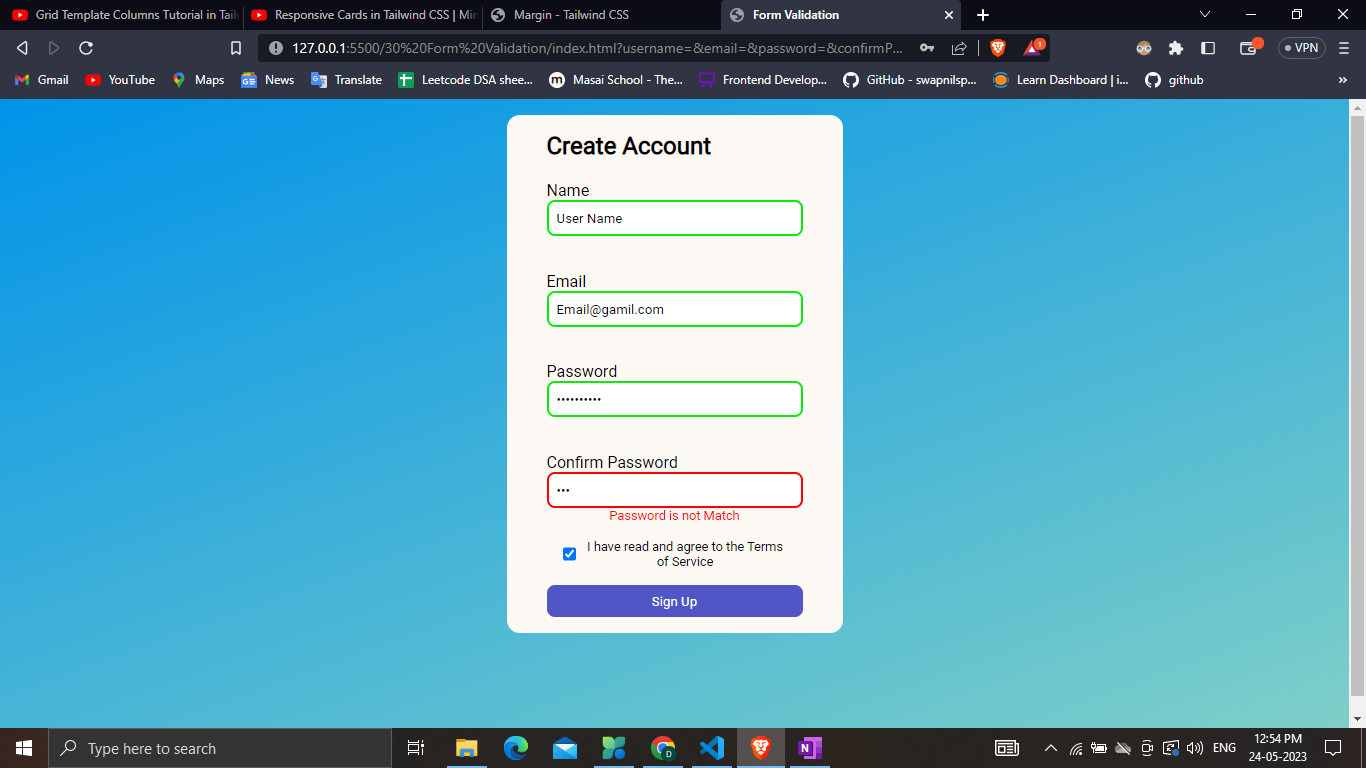 Grid Template Columns Tutorial in Tail
Responsive Cards in Tailwind CSS | Min
Margin - Tailwind CSS
Form Validation
127.0.0.1:5500/30%20Form%20Validation/index.html?username=&email=&password=&confirmP...
1
VPN
Gmail
YouTube
Maps
News
Translate
Leetcode DSA shee...
m
Masai School - The...
Frontend Develop...
GitHub - swapnilsp...
Learn Dashboard | i...
github
»
Create Account
Name
User Name
Email
Email@gamil.com
Password
••••••••••
Confirm Password
•••
Password is not Match
I have read and agree to the Terms
of Service
Sign Up
Type here to search
ENG
12:54 PM
24-05-2023